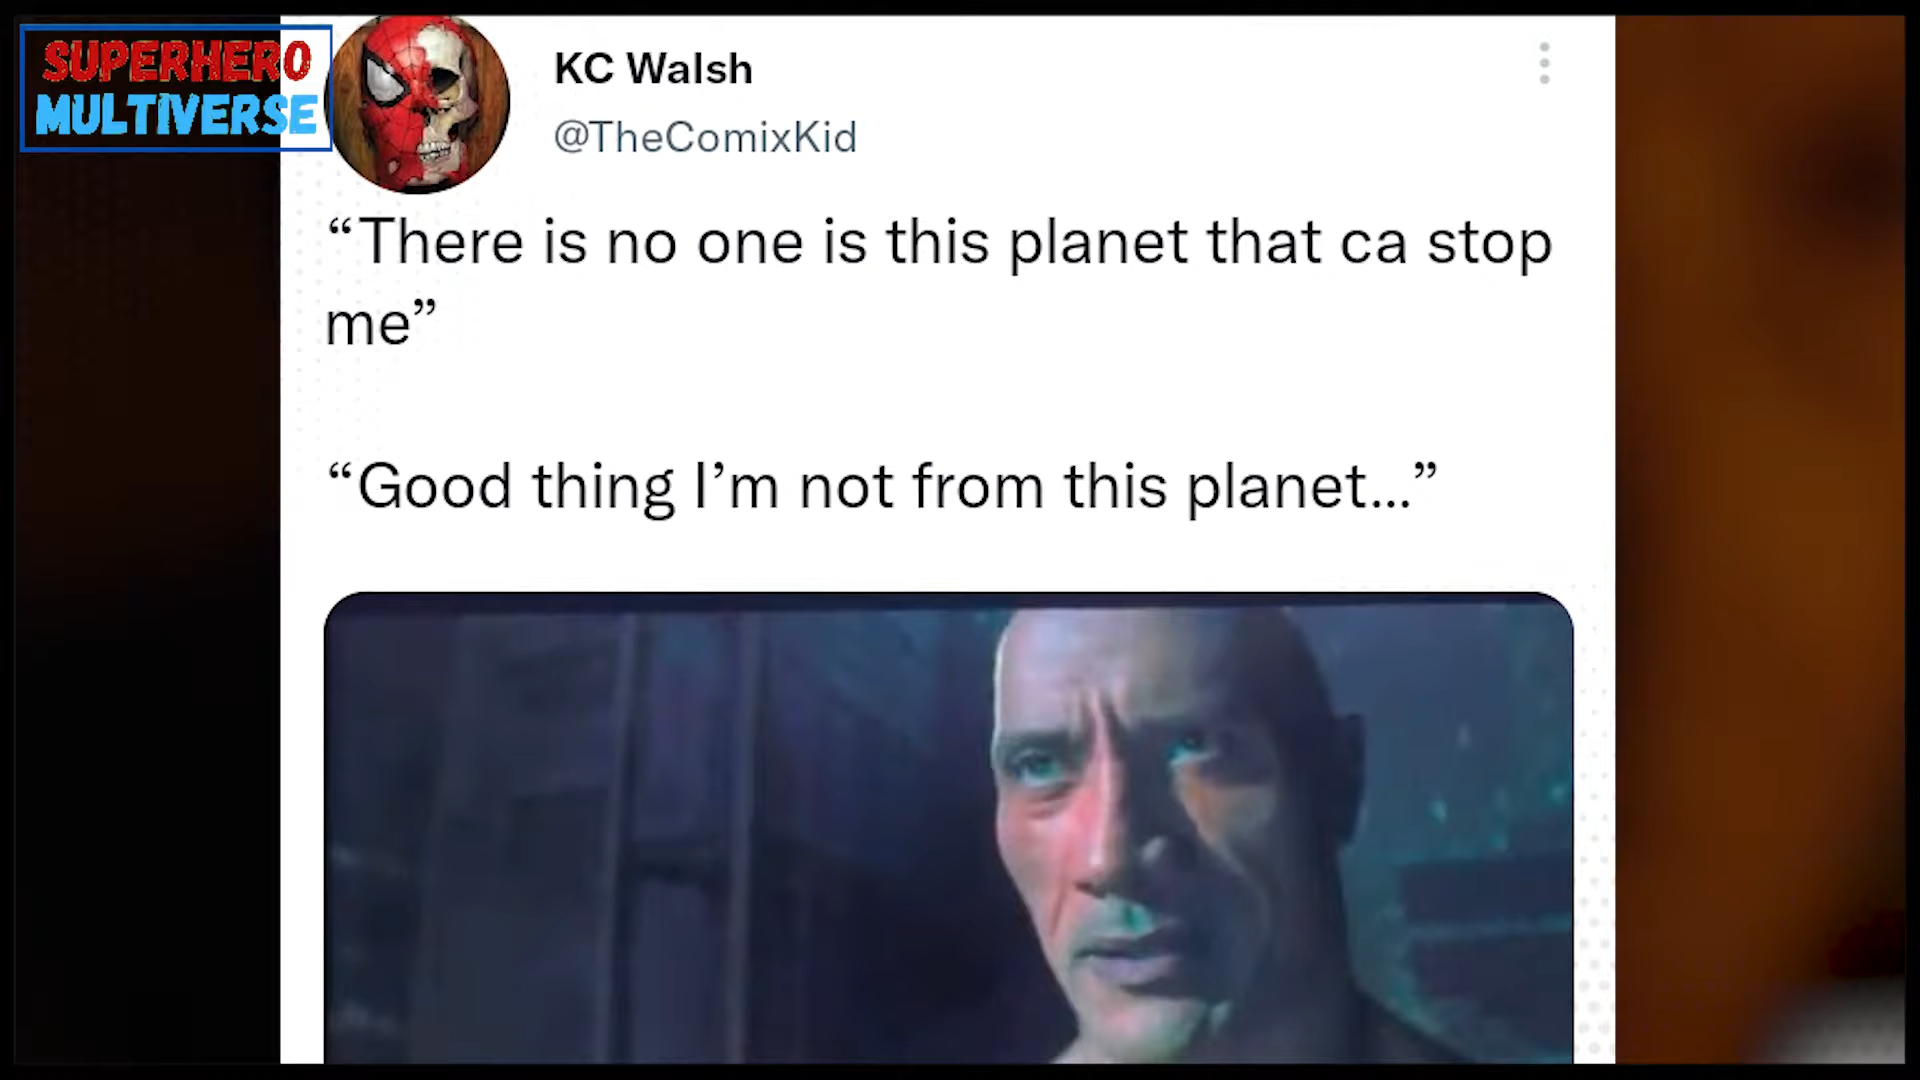 SUPERHERO
MULTIVERSE
KC Walsh
@TheComixKid
“There is no one is this planet that ca stop
me”
“Good thing I’m not from this planet...”